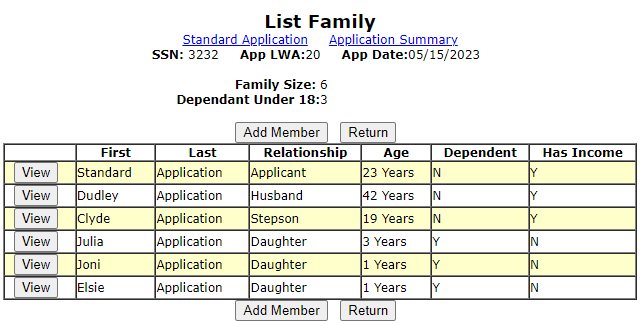 List Family
Standard Application Application Summary
SSN: 3232 App LWA:20 App Date:05/15/2023
Family Size: 6
Dependant Under 18:3
Add Member Return
First Last Relationship Age Dependent Has Income
View Standard Application Applicant 23 Years N Y
View Dudley Application Husband 42 Years N Y
View Clyde Application Stepson 19 Years N Y
View Julia Application Daughter 3 Years Y N
View Joni Application Daughter 1 Years Y N
View Elsie Application Daughter 1 Years Y N
Add Member Return